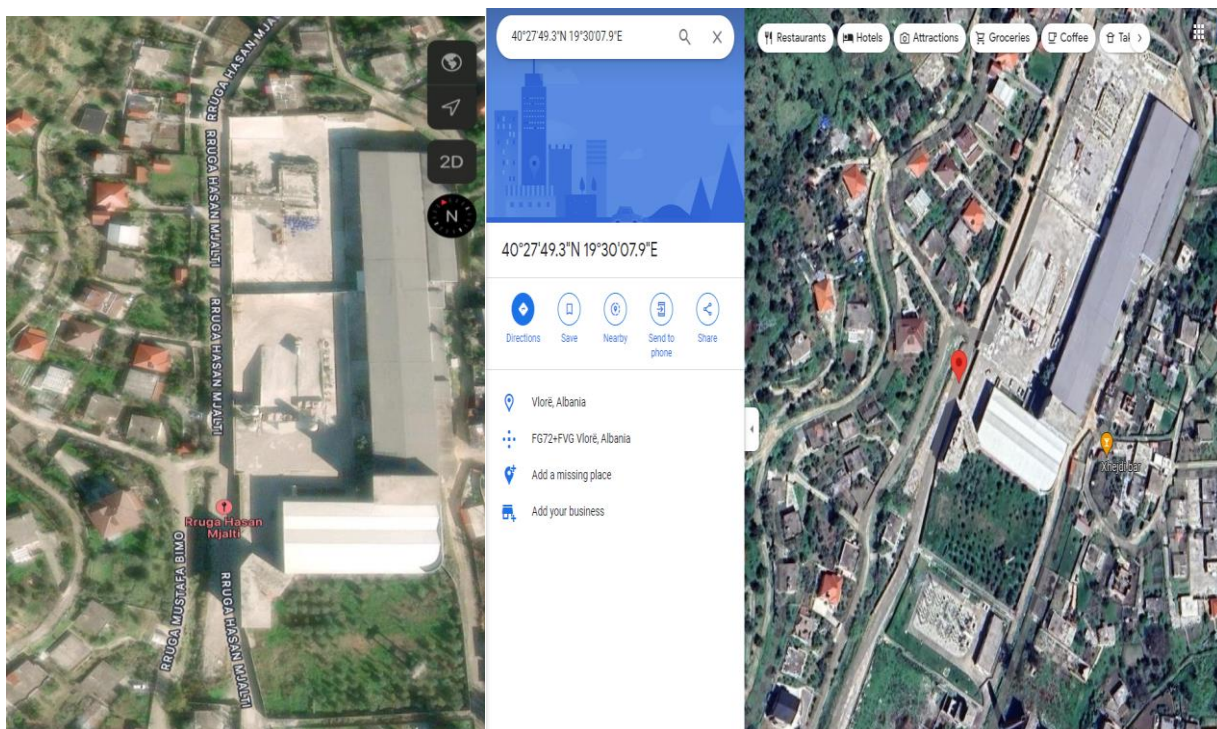 RRUGA HASAN MJALTI
RRUGA HASAN MJALTI
RRUGA HASAN MJALTI
RRUGA HASAN MJALTI
Rruga Hasan
Mjalti
RRUGA MUSTAFA BIMO
RRUGA HASAN MJALTI
2D
N
40°27'49.3"N 19°30'07.9"E
X
40°27'49.3"N 19°30'07.9"E
Directions
Save
Nearby
Send to
phone
Share
Vlorë, Albania
FG72+FVG Vlorë, Albania
Add a missing place
Add your business
Restaurants
Hotels
Attractions
Groceries
Coffee
Xhejdi bar